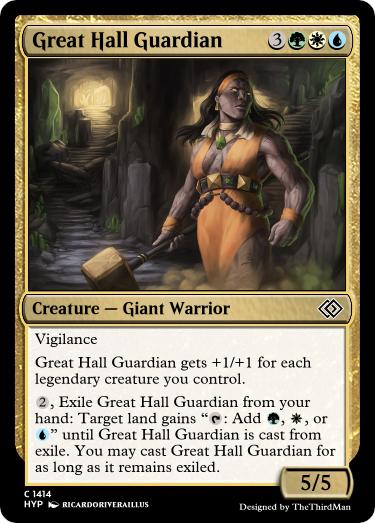 Great Hall Guardian 3
Creature — Giant Warrior
Vigilance
Great Hall Guardian gets +1/+1 for each
legendary creature you control.
2, Exile Great Hall Guardian from your
hand: Target land gains “: Add , , or
” until Great Hall Guardian is cast from
exile. You may cast Great Hall Guardian for
as long as it remains exiled.
5/5
C 1414
HYP RICARDORIVERAILLUS
Designed by TheThirdMan